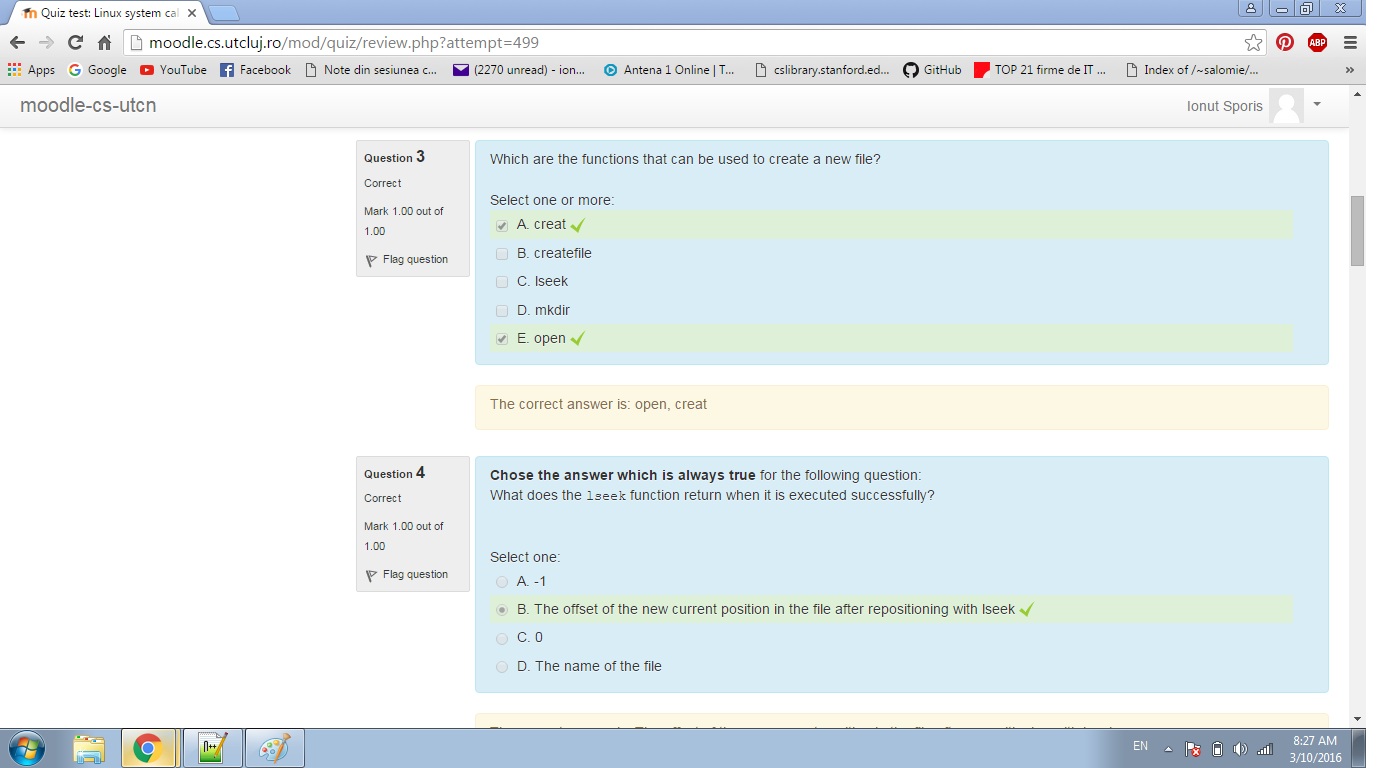 Quiz test: Linux system cal
moodle.cs.utcluj.ro/mod/quiz/review.php?attempt=499
ABP
Apps Google YouTube Facebook Note din sesiunea c... (2270 unread) - ion... Antena 1 Online | T... cslibrary.stanford.ed... GitHub TOP 21 firme de IT ... Index of /~salomie/... »
moodle-cs-utcn
Ionut Sporis
Question 3
Correct
Mark 1.00 out of
1.00
Flag question
Which are the functions that can be used to create a new file?
Select one or more:
A. creat
B. createfile
C. lseek
D. mkdir
E. open
The correct answer is: open, creat
Question 4
Correct
Mark 1.00 out of
1.00
Flag question
Chose the answer which is always true for the following question:
What does the lseek function return when it is executed successfully?
Select one:
A. -1
B. The offset of the new current position in the file after repositioning with lseek
C. 0
D. The name of the file
EN
8:27 AM
3/10/2016